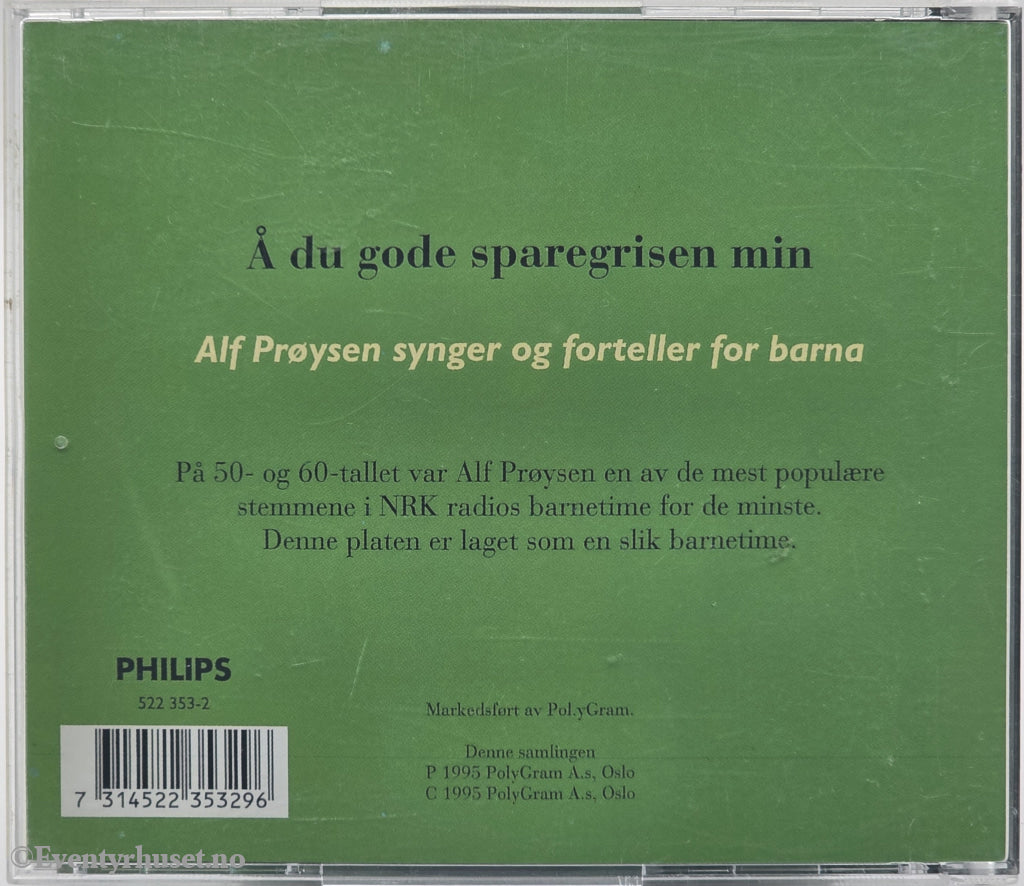 Å du gode sparegrisen min
Alf Prøysen synger og forteller for barna
På 50- og 60-tallet var Alf Prøysen en av de mest populære
stemmene i NRK radios barnetime for de minste.
Denne platen er laget som en slik barnetime.
PHILIPS
522 353-2
7 314522 353296
Markedsført av PolyGram.
Denne samlingen
P 1995 PolyGram A.s, Oslo
C 1995 PolyGram A.s, Oslo
©Eventyrhuset.no